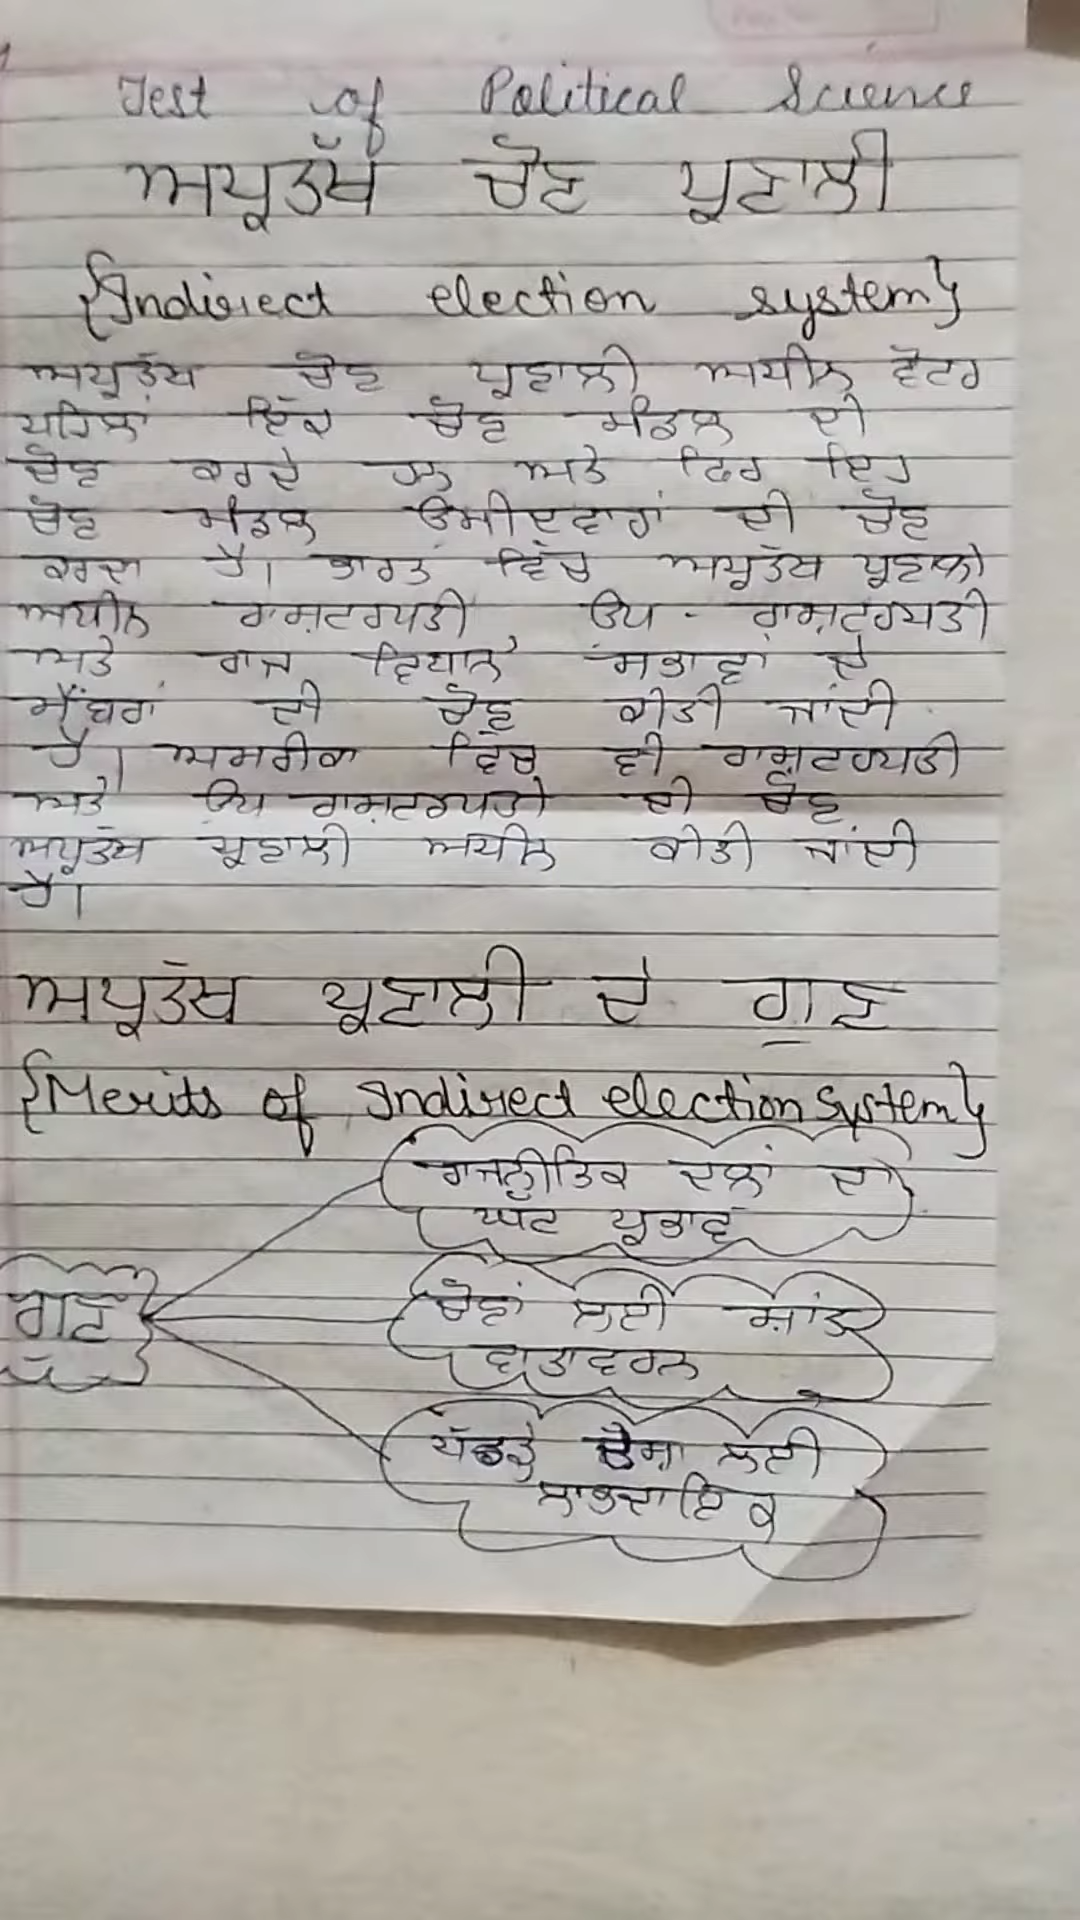 Test of Political Science
ਅਪ੍ਰਤੱਖ ਚੋਣ ਪ੍ਰਣਾਲੀ
{Indirect election system}
ਅਪ੍ਰਤੱਖ ਚੋਣ ਪ੍ਰਣਾਲੀ ਅਧੀਨ ਵੋਟਰ
ਪਹਿਲਾਂ ਇੱਕ ਚੋਣ ਮੰਡਲ ਦੀ
ਚੋਣ ਕਰਦੇ ਹਨ ਅਤੇ ਫਿਰ ਇਹ
ਚੋਣ ਮੰਡਲ ਉਮੀਦਵਾਰਾਂ ਦੀ ਚੋਣ
ਕਰਦਾ ਹੈ। ਭਾਰਤ ਵਿੱਚ ਅਪ੍ਰਤੱਖ ਪ੍ਰਣਾਲੀ
ਅਧੀਨ ਰਾਸ਼ਟਰਪਤੀ ਉਪ - ਰਾਸ਼ਟਰਪਤੀ
ਅਤੇ ਰਾਜ ਵਿਧਾਨ ਸਭਾਵਾਂ ਦੇ
ਮੈਂਬਰਾਂ ਦੀ ਚੋਣ ਕੀਤੀ ਜਾਂਦੀ
ਹੈ। ਅਮਰੀਕਾ ਵਿੱਚ ਵੀ ਰਾਸ਼ਟਰਪਤੀ
ਅਤੇ ਉਪ ਰਾਸ਼ਟਰਪਤੀ ਦੀ ਚੋਣ
ਅਪ੍ਰਤੱਖ ਪ੍ਰਣਾਲੀ ਅਧੀਨ ਕੀਤੀ ਜਾਂਦੀ
ਹੈ।
ਅਪ੍ਰਤੱਖ ਪ੍ਰਣਾਲੀ ਦੇ ਗੁਣ
{Merits of Indirect election system}
ਰਾਜਨੀਤਿਕ ਦਲਾਂ ਦਾ
ਘੱਟ ਪ੍ਰਭਾਵ
ਗੁਣ
ਚੋਣਾਂ ਲਈ ਸ਼ਾਂਤ
ਵਾਤਾਵਰਨ
ਪੱਛੜੇ ਦੇਸ਼ਾਂ ਲਈ
ਲਾਭਦਾਇਕ